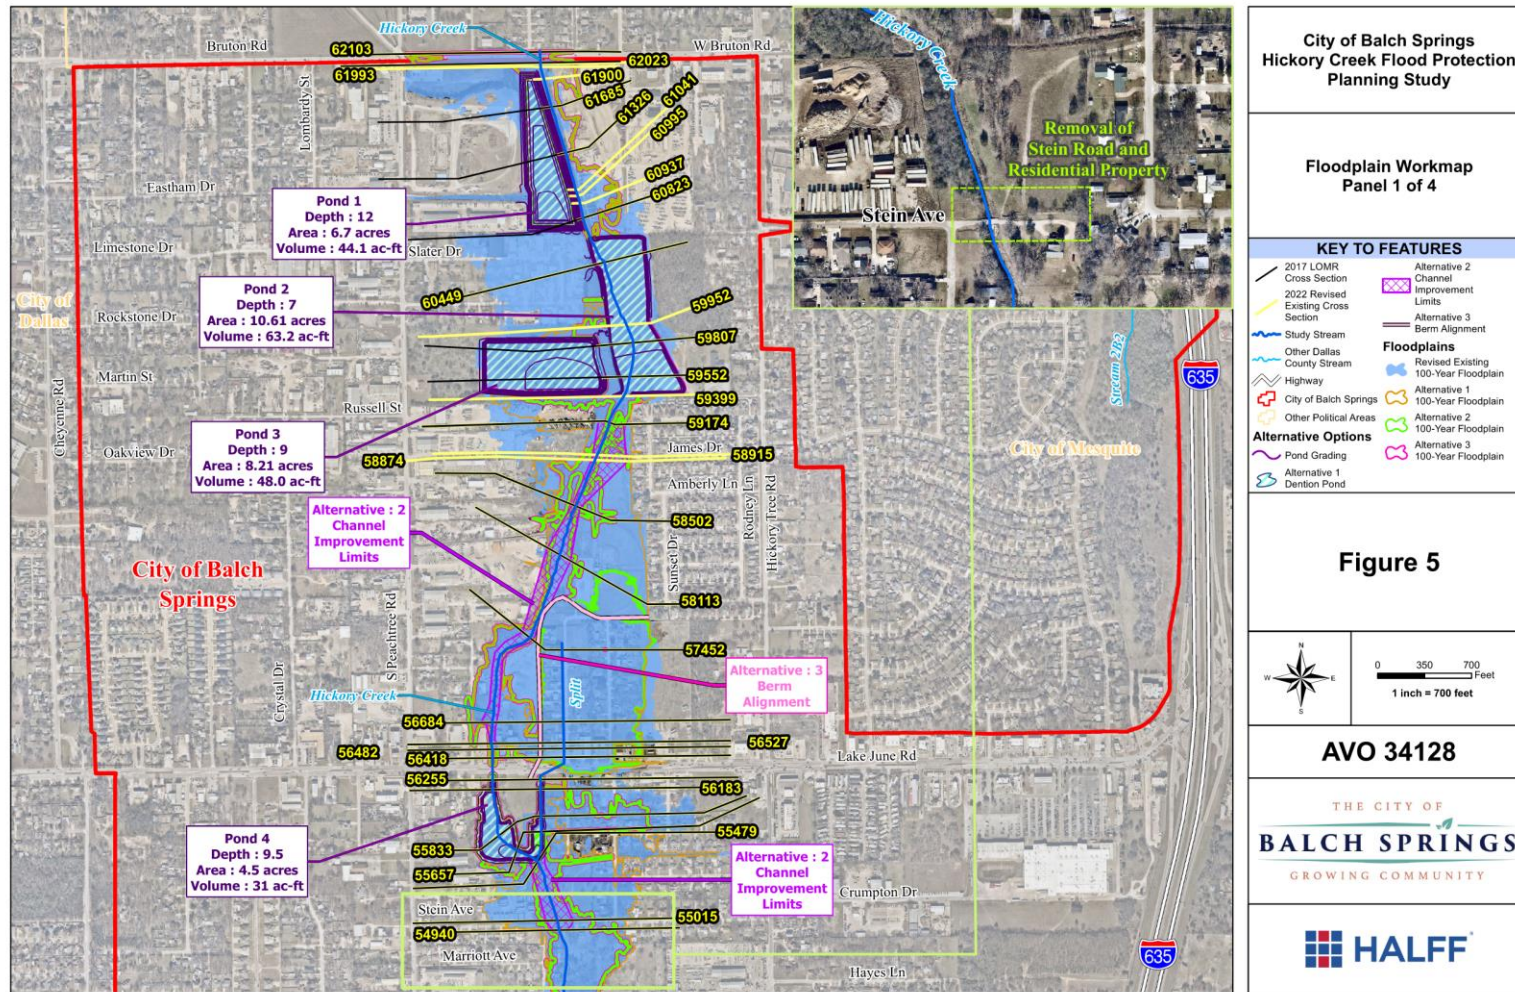 Hickory Creek
Bruton Rd
W Bruton Rd
62103
62023
61993
61900
61685
61326
61041
60995
60937
60823
Lombardy St
Eastham Dr
Pond 1
Depth : 12
Area : 6.7 acres
Volume : 44.1 ac-ft
Limestone Dr
Slater Dr
City of
Dallas
Pond 2
Depth : 7
Area : 10.61 acres
Volume : 63.2 ac-ft
60449
59952
Rockstone Dr
59807
Martin St
59552
59399
Russell St
59174
Cheyenne Rd
Pond 3
Depth : 9
Area : 8.21 acres
Volume : 48.0 ac-ft
Oakview Dr
James Dr
58874
58915
Amberly Ln
Rodney Ln
Hickory Tree Rd
City of Mesquite
Alternative : 2
Channel
Improvement
Limits
58502
Sunset Dr
City of Balch
Springs
58113
S Peachtree Rd
57452
Alternative : 3
Berm
Alignment
Split
Crystal Dr
Hickory Creek
56684
56482
56527
56418
Lake June Rd
56255
56183
55479
Pond 4
Depth : 9.5
Area : 4.5 acres
Volume : 31 ac-ft
55833
55657
Alternative : 2
Channel
Improvement
Limits
Crumpton Dr
Stein Ave
55015
54940
Marriott Ave
Hayes Ln
Hickory Creek
Removal of
Stein Road and
Residential Property
Stein Ave
Stream 2B2
635
635
City of Balch Springs
Hickory Creek Flood Protection
Planning Study
Floodplain Workmap
Panel 1 of 4
KEY TO FEATURES
2017 LOMR
Cross Section
2022 Revised
Existing Cross
Section
Study Stream
Other Dallas
County Stream
Highway
City of Balch Springs
Other Political Areas
Alternative Options
Pond Grading
Alternative 1
Dention Pond
Alternative 2
Channel
Improvement
Limits
Alternative 3
Berm Alignment
Floodplains
Revised Existing
100-Year Floodplain
Alternative 1
100-Year Floodplain
Alternative 2
100-Year Floodplain
Alternative 3
100-Year Floodplain
Figure 5
N
W
E
S
0 350 700
Feet
1 inch = 700 feet
AVO 34128
THE CITY OF
BALCH SPRINGS
GROWING COMMUNITY
HALFF